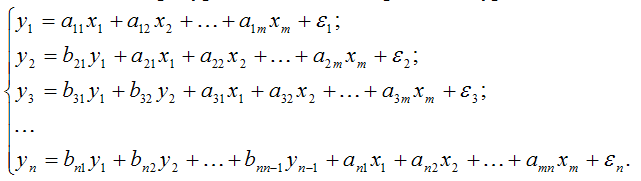 y₁ = a₁₁x₁ + a₁₂x₂ + … + a₁ₘxₘ + ε₁;
y₂ = b₂₁y₁ + a₂₁x₁ + a₂₂x₂ + … + a₂ₘxₘ + ε₂;
y₃ = b₃₁y₁ + b₃₂y₂ + a₃₁x₁ + a₃₂x₂ + … + a₃ₘxₘ + ε₃;
…
yₙ = bₙ₁y₁ + bₙ₂y₂ + … + bₙₙ₋₁yₙ₋₁ + aₙ₁x₁ + aₙ₂x₂ + … + aₘₙxₘ + εₙ.